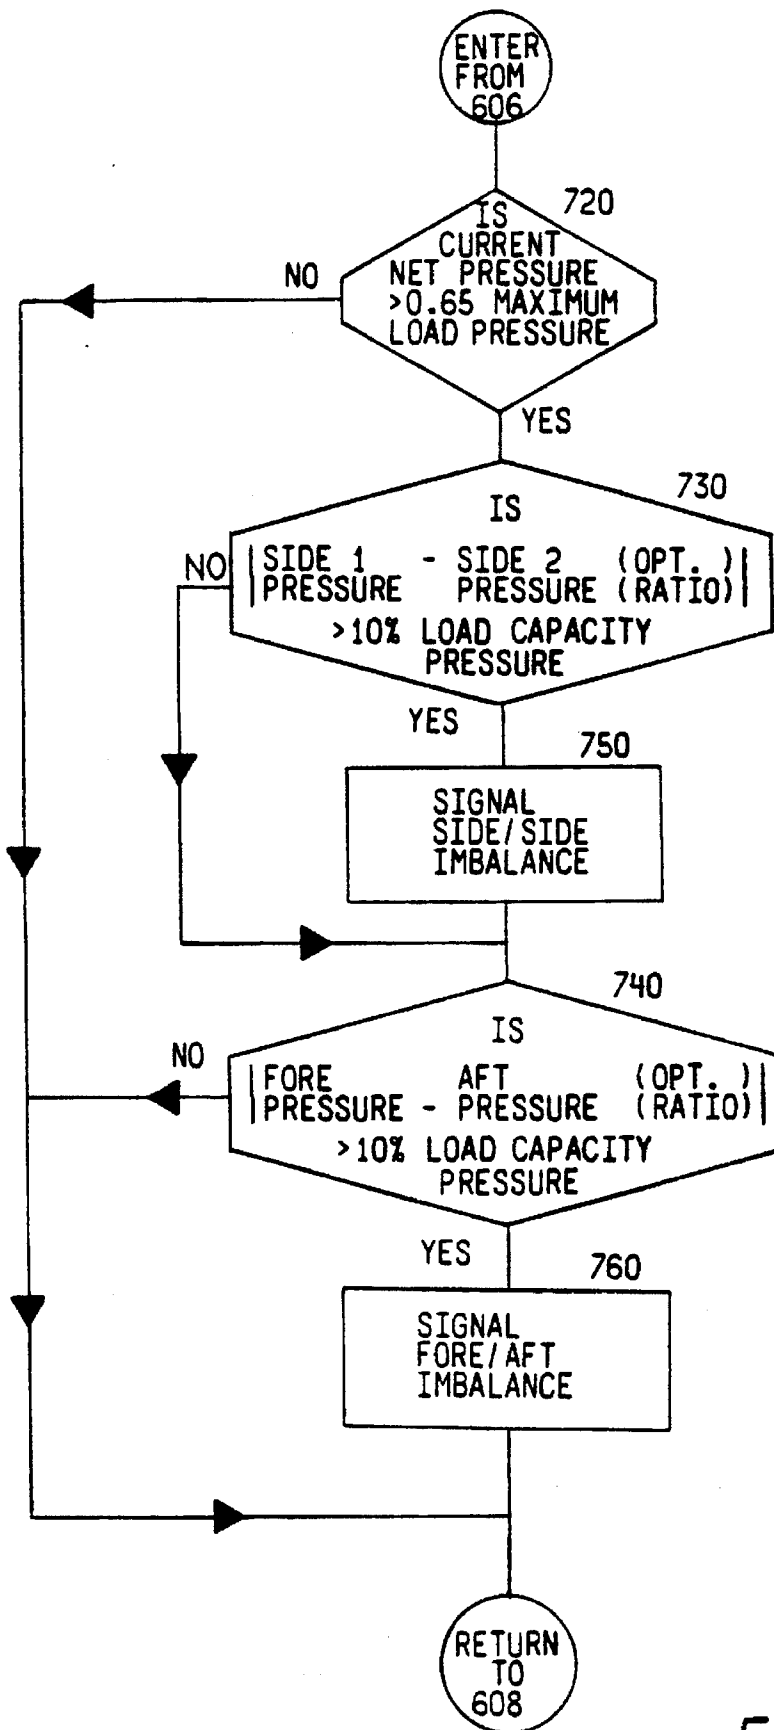 ENTER
FROM
606
720
IS
CURRENT
NET PRESSURE
>0.65 MAXIMUM
LOAD PRESSURE
NO
YES
730
IS
NO
|SIDE 1 - SIDE 2 (OPT. )|
|PRESSURE PRESSURE (RATIO)|
>10% LOAD CAPACITY
PRESSURE
YES
750
SIGNAL
SIDE/SIDE
IMBALANCE
740
IS
NO
|FORE AFT (OPT. )|
|PRESSURE - PRESSURE (RATIO)|
>10% LOAD CAPACITY
PRESSURE
YES
760
SIGNAL
FORE/AFT
IMBALANCE
RETURN
TO
608